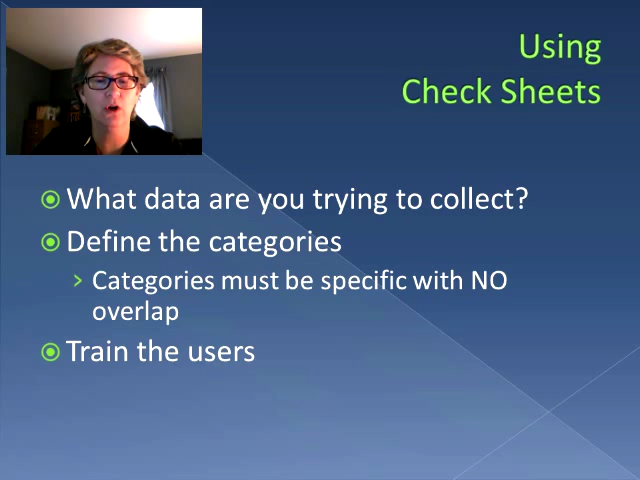 Using
Check Sheets
What data are you trying to collect?
Define the categories
Categories must be specific with NO
overlap
Train the users